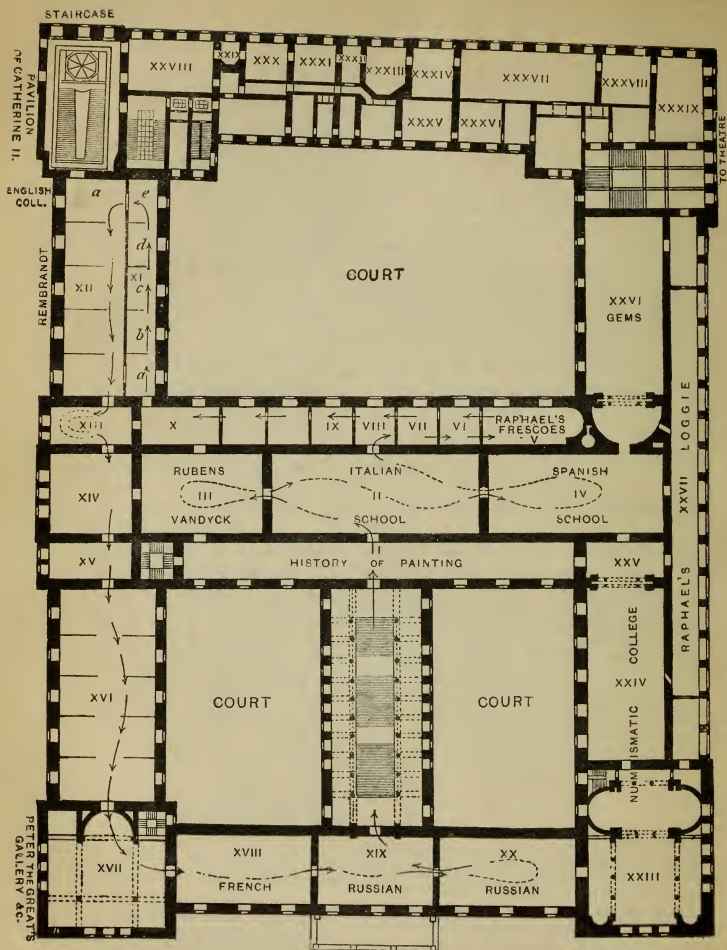 STAIRCASE
PAVILION
OF CATHERINE II.
XXVIII
XXIX
XXX
XXXI
XXXII
XXXIII
XXXIV
XXXV
XXXVI
XXXVII
XXXVIII
XXXIX
TO THEATRE
ENGLISH
COLL.
a
e
d
XI
c
b
a
REMBRANDT
XII
COURT
XXVI
GEMS
XIII
X
IX
VIII
VII
VI
RAPHAEL'S
FRESCOES
V
XIV
RUBENS
III
VANDYCK
ITALIAN
II
SCHOOL
SPANISH
IV
SCHOOL
RAPHAEL'S XXVII LOGGIE
XV
I
HISTORY OF PAINTING
XXV
XVI
COURT
COURT
NUMISMATIC COLLEGE
XXIV
PETER THE GREAT'S
GALLERY &C.
XVII
XVIII
FRENCH
XIX
RUSSIAN
XX
RUSSIAN
XXIII